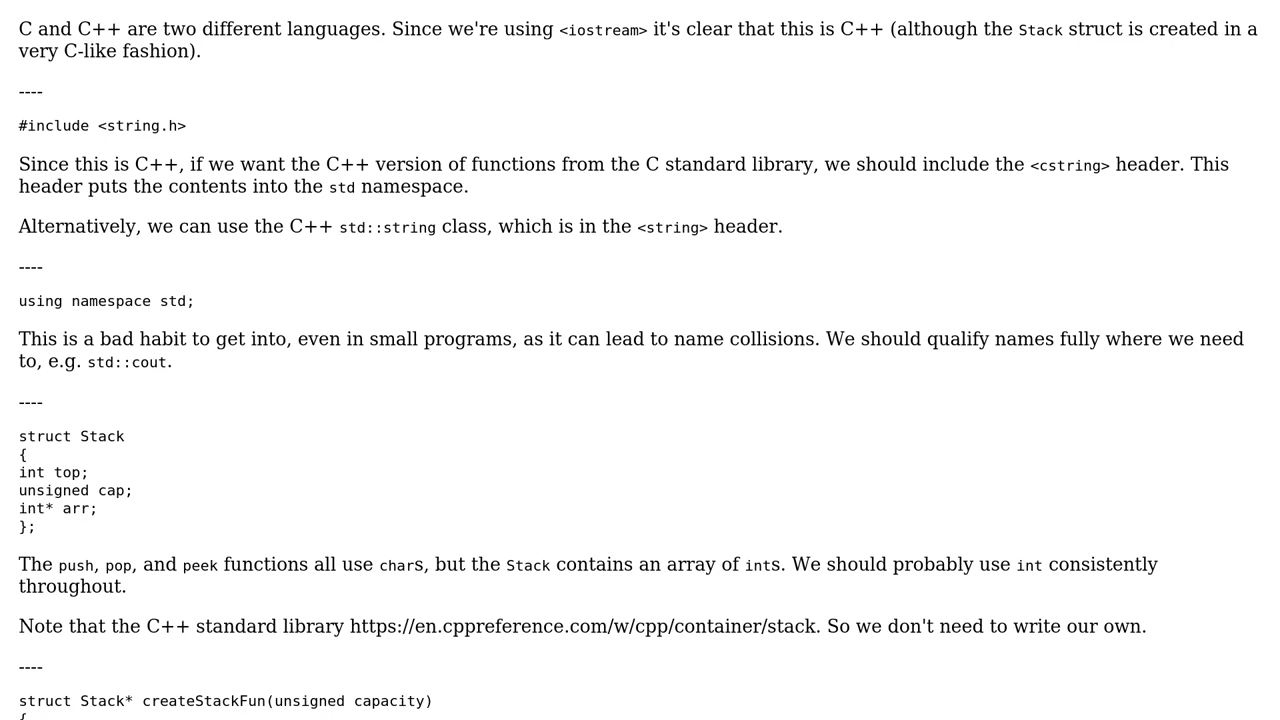 C and C++ are two different languages. Since we're using <iostream> it's clear that this is C++ (although the Stack struct is created in a
very C-like fashion).
----
#include <string.h>
Since this is C++, if we want the C++ version of functions from the C standard library, we should include the <cstring> header. This
header puts the contents into the std namespace.
Alternatively, we can use the C++ std::string class, which is in the <string> header.
----
using namespace std;
This is a bad habit to get into, even in small programs, as it can lead to name collisions. We should qualify names fully where we need
to, e.g. std::cout.
----
struct Stack
{
int top;
unsigned cap;
int* arr;
};
The push, pop, and peek functions all use chars, but the Stack contains an array of ints. We should probably use int consistently
throughout.
Note that the C++ standard library https://en.cppreference.com/w/cpp/container/stack. So we don't need to write our own.
----
struct Stack* createStackFun(unsigned capacity)
{